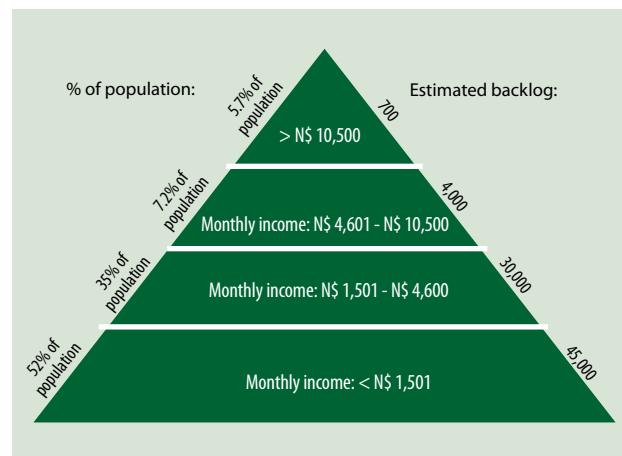 % of population:
Estimated backlog:
5.7% of
population
> N$ 10,500
700
7.2% of
population
Monthly income: N$ 4,601 - N$ 10,500
4,000
35% of
population
Monthly income: N$ 1,501 - N$ 4,600
30,000
52% of
population
Monthly income: < N$ 1,501
45,000